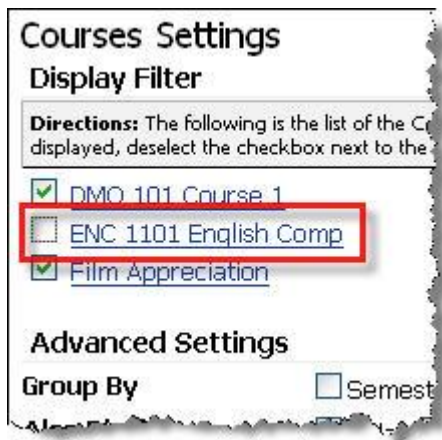 Courses Settings
Display Filter
Directions: The following is the list of the
displayed, deselect the checkbox next to the
DMO 101 Course 1
ENC 1101 English Comp
Film Appreciation
Advanced Settings
Group By Semest